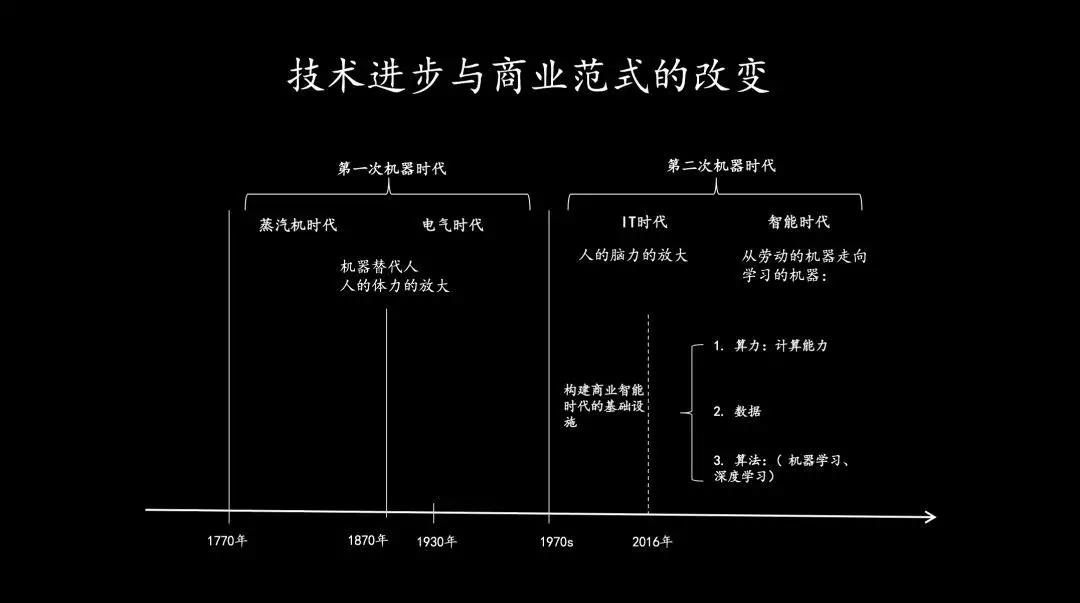 技术进步与商业范式的改变
第一次机器时代
第二次机器时代
蒸汽机时代
电气时代
IT时代
智能时代
机器替代人
人的体力的放大
人的脑力的放大
从劳动的机器走向
学习的机器：
构建商业智能
时代的基础设
施
1. 算力：计算能力
2. 数据
3. 算法：（ 机器学习、
深度学习）
1770年
1870年
1930年
1970s
2016年